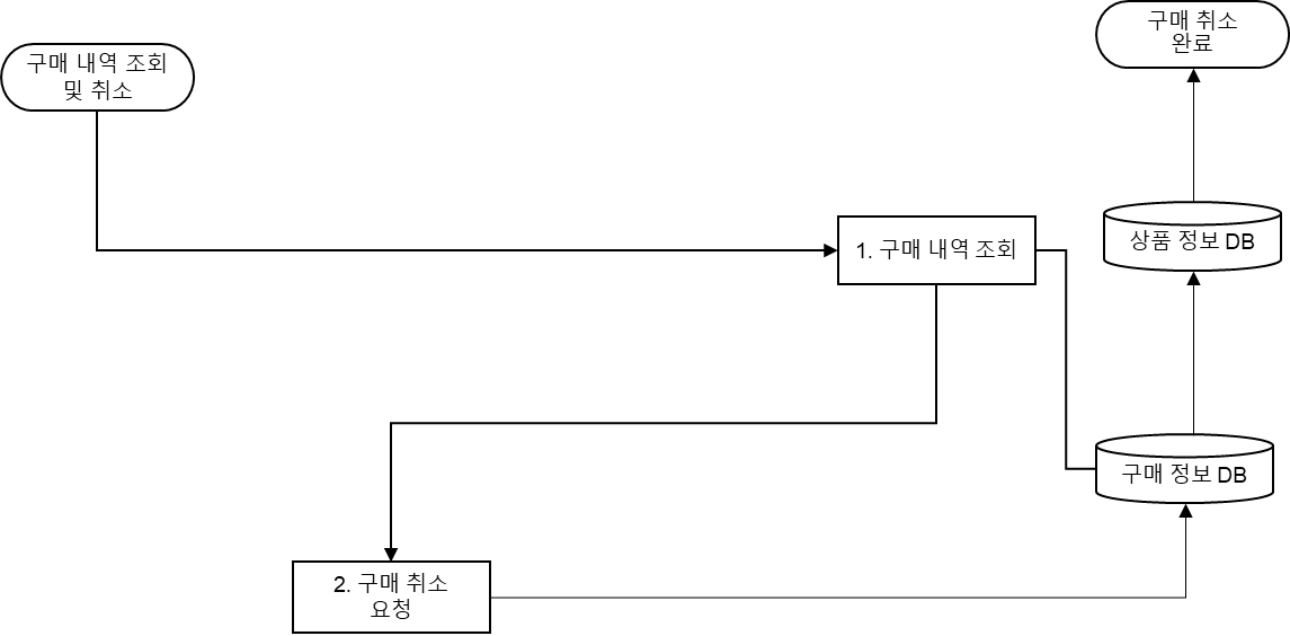 구매 취소
완료
구매 내역 조회
및 취소
1. 구매 내역 조회
상품 정보 DB
구매 정보 DB
2. 구매 취소
요청